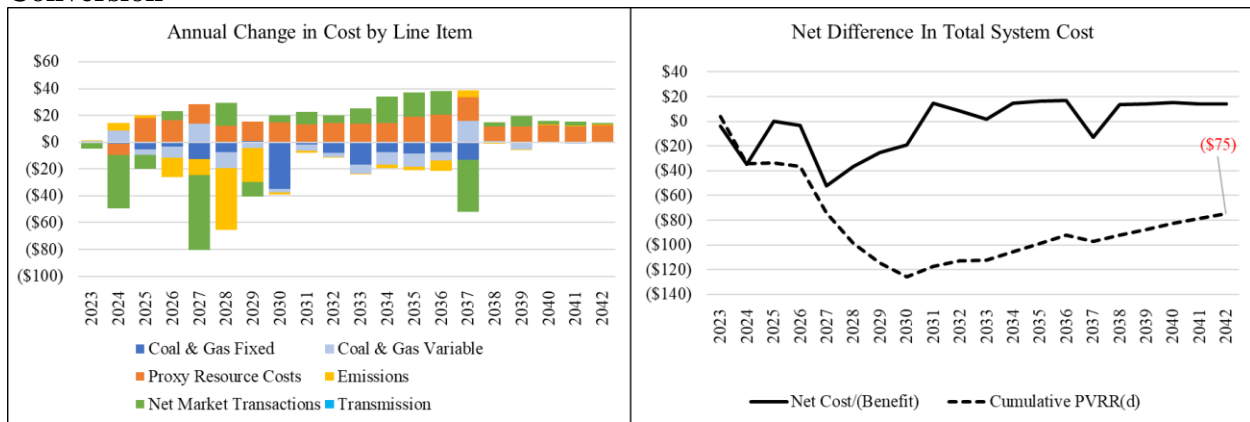 Conversion
Annual Change in Cost by Line Item
$60
$40
$20
$0
($20)
($40)
($60)
($80)
($100)
2023 2024 2025 2026 2027 2028 2029 2030 2031 2032 2033 2034 2035 2036 2037 2038 2039 2040 2041 2042
Coal & Gas Fixed Coal & Gas Variable
Proxy Resource Costs Emissions
Net Market Transactions Transmission
Net Difference In Total System Cost
$40
$20
$0
($20)
($40)
($60)
($80)
($100)
($120)
($140)
($75)
2023 2024 2025 2026 2027 2028 2029 2030 2031 2032 2033 2034 2035 2036 2037 2038 2039 2040 2041 2042
Net Cost/(Benefit) Cumulative PVRR(d)